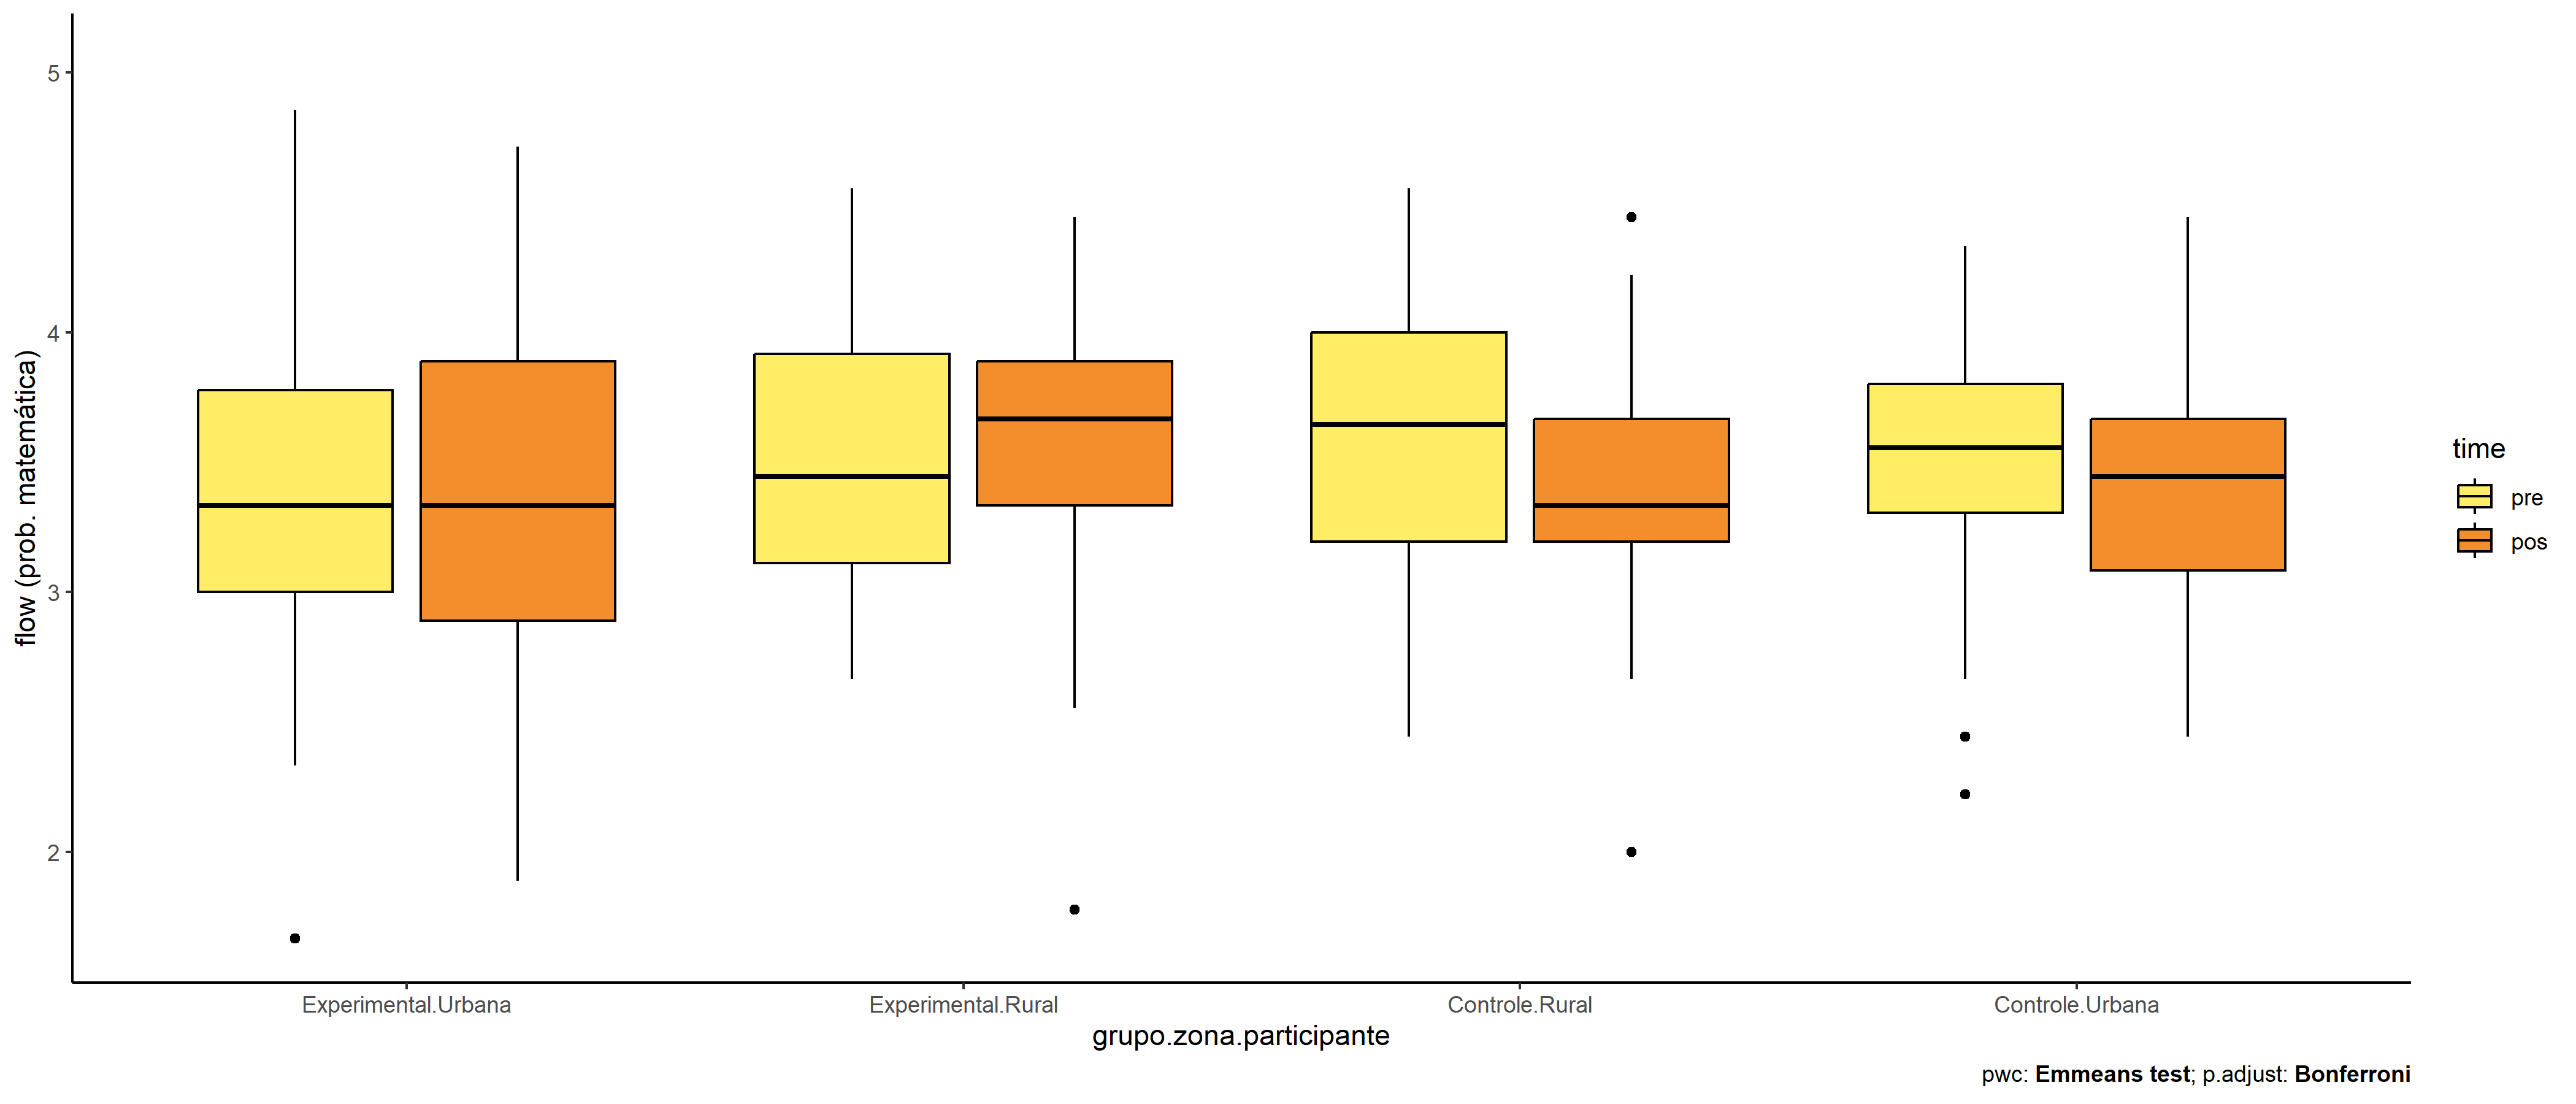 flow (prob. matemática)
5
4
3
2
Experimental.Urbana
Experimental.Rural
Controle.Rural
Controle.Urbana
grupo.zona.participante
time
pre
pos
pwc: Emmeans test; p.adjust: Bonferroni